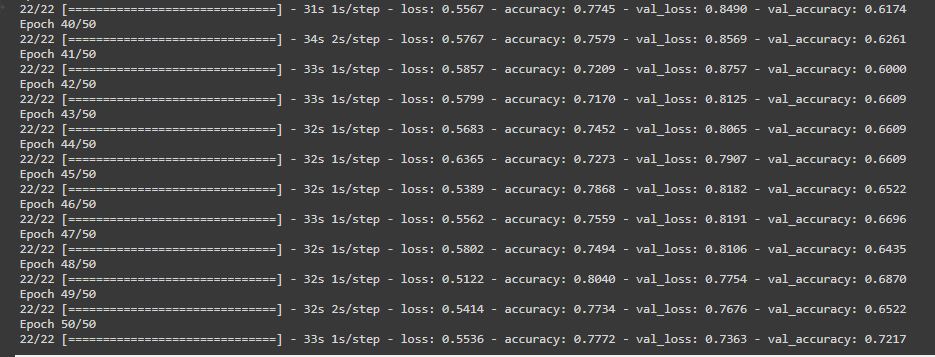 22/22 [==============================] - 31s 1s/step - loss: 0.5567 - accuracy: 0.7745 - val_loss: 0.8490 - val_accuracy: 0.6174
Epoch 40/50
22/22 [==============================] - 34s 2s/step - loss: 0.5767 - accuracy: 0.7579 - val_loss: 0.8569 - val_accuracy: 0.6261
Epoch 41/50
22/22 [==============================] - 33s 1s/step - loss: 0.5857 - accuracy: 0.7209 - val_loss: 0.8757 - val_accuracy: 0.6000
Epoch 42/50
22/22 [==============================] - 33s 1s/step - loss: 0.5799 - accuracy: 0.7170 - val_loss: 0.8125 - val_accuracy: 0.6609
Epoch 43/50
22/22 [==============================] - 32s 1s/step - loss: 0.5683 - accuracy: 0.7452 - val_loss: 0.8065 - val_accuracy: 0.6609
Epoch 44/50
22/22 [==============================] - 32s 1s/step - loss: 0.6365 - accuracy: 0.7273 - val_loss: 0.7907 - val_accuracy: 0.6609
Epoch 45/50
22/22 [==============================] - 32s 1s/step - loss: 0.5389 - accuracy: 0.7868 - val_loss: 0.8182 - val_accuracy: 0.6522
Epoch 46/50
22/22 [==============================] - 33s 1s/step - loss: 0.5562 - accuracy: 0.7559 - val_loss: 0.8191 - val_accuracy: 0.6696
Epoch 47/50
22/22 [==============================] - 32s 1s/step - loss: 0.5802 - accuracy: 0.7494 - val_loss: 0.8106 - val_accuracy: 0.6435
Epoch 48/50
22/22 [==============================] - 32s 1s/step - loss: 0.5122 - accuracy: 0.8040 - val_loss: 0.7754 - val_accuracy: 0.6870
Epoch 49/50
22/22 [==============================] - 32s 2s/step - loss: 0.5414 - accuracy: 0.7734 - val_loss: 0.7676 - val_accuracy: 0.6522
Epoch 50/50
22/22 [==============================] - 33s 1s/step - loss: 0.5536 - accuracy: 0.7772 - val_loss: 0.7363 - val_accuracy: 0.7217